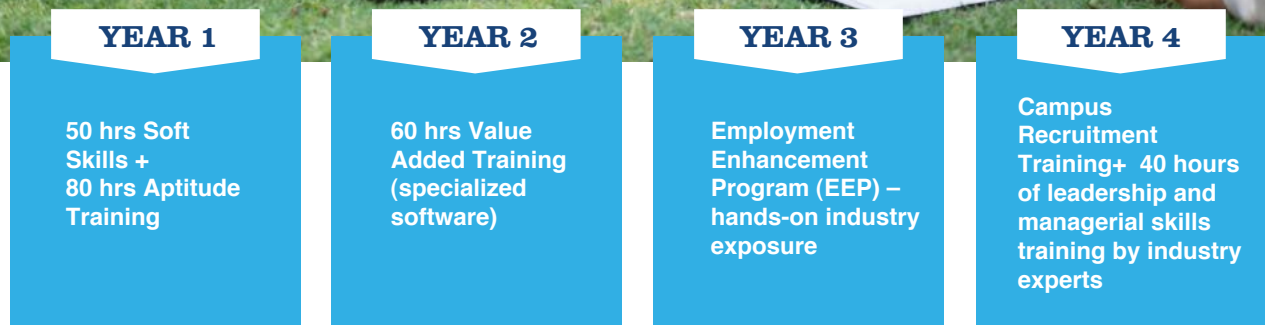 YEAR 1
50 hrs Soft
Skills +
80 hrs Aptitude
Training
YEAR 2
60 hrs Value
Added Training
(specialized
software)
YEAR 3
Employment
Enhancement
Program (EEP) –
hands-on industry
exposure
YEAR 4
Campus
Recruitment
Training+  40 hours
of leadership and
managerial skills
training by industry
experts